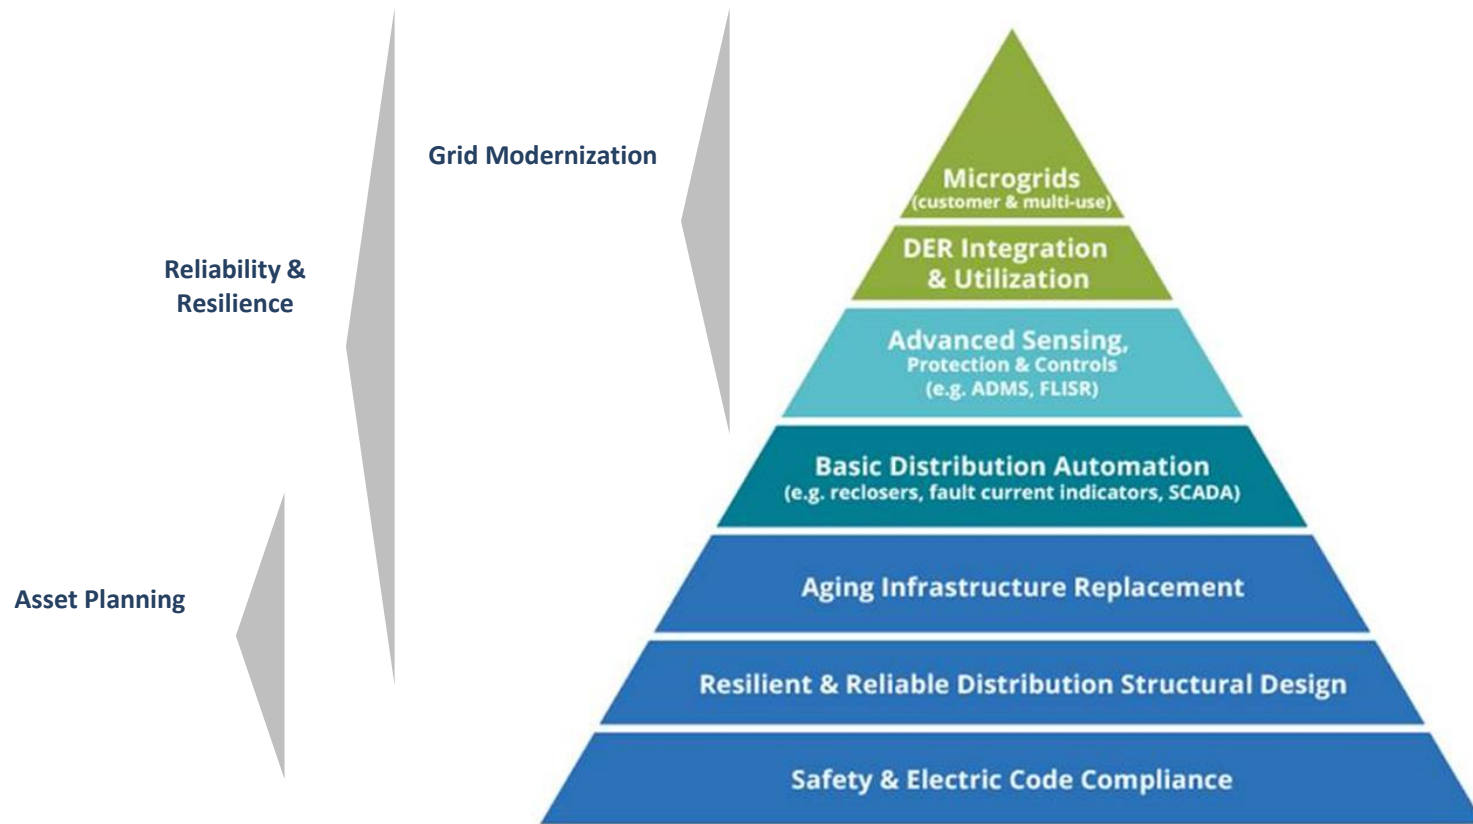 Grid Modernization
Reliability &
Resilience
Asset Planning
Microgrids
(customer & multi-use)
DER Integration
& Utilization
Advanced Sensing,
Protection & Controls
(e.g. ADMS, FLISR)
Basic Distribution Automation
(e.g. reclosers, fault current indicators, SCADA)
Aging Infrastructure Replacement
Resilient & Reliable Distribution Structural Design
Safety & Electric Code Compliance